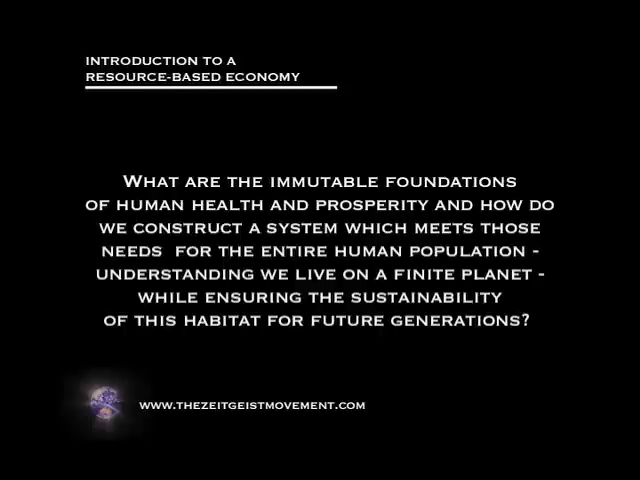 INTRODUCTION TO A
RESOURCE-BASED ECONOMY
WHAT ARE THE IMMUTABLE FOUNDATIONS
OF HUMAN HEALTH AND PROSPERITY AND HOW DO
WE CONSTRUCT A SYSTEM WHICH MEETS THOSE
NEEDS FOR THE ENTIRE HUMAN POPULATION -
UNDERSTANDING WE LIVE ON A FINITE PLANET -
WHILE ENSURING THE SUSTAINABILITY
OF THIS HABITAT FOR FUTURE GENERATIONS?
WWW.THEZEITGEISTMOVEMENT.COM